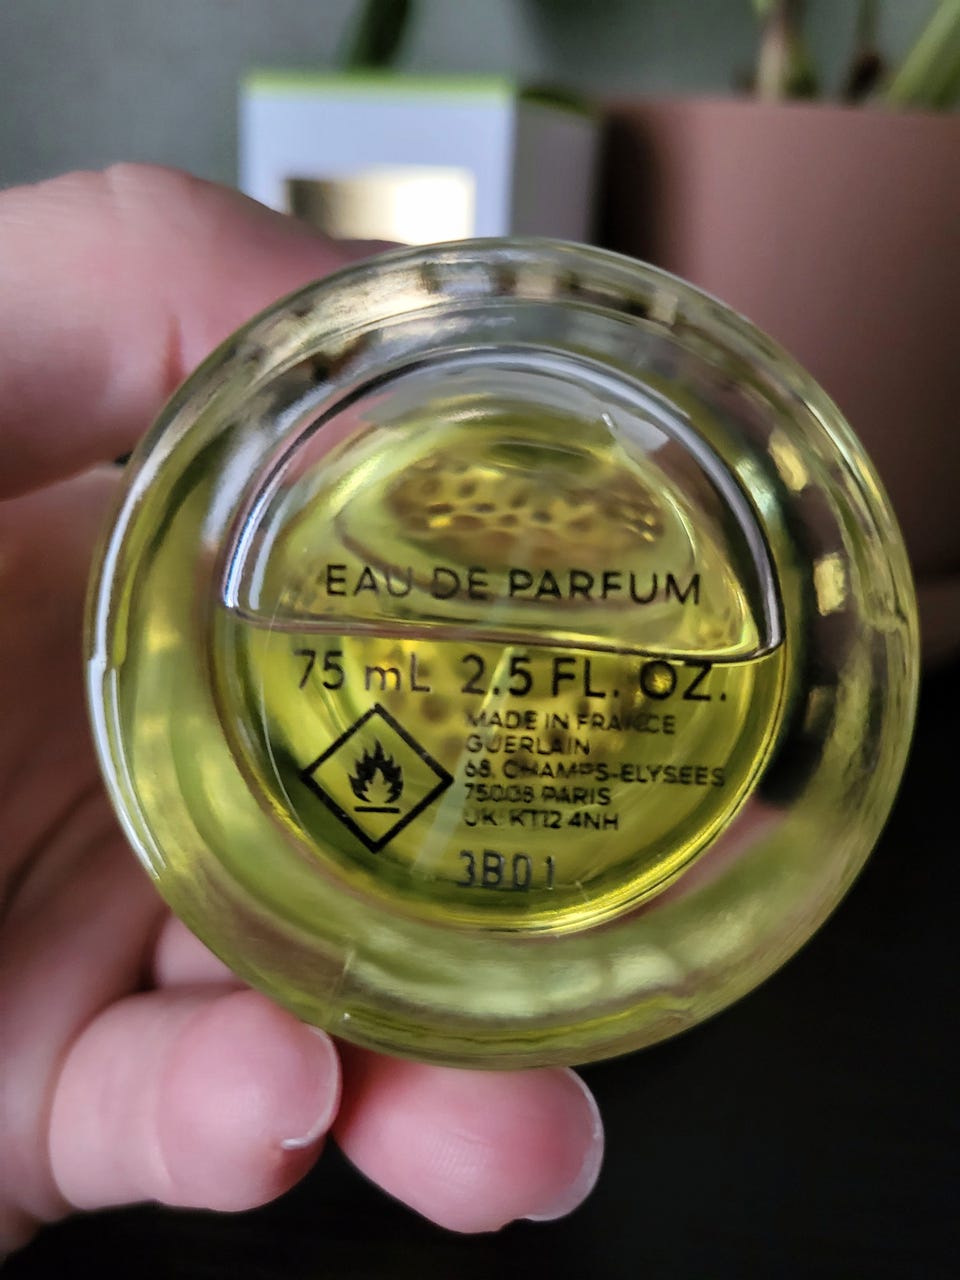 EAU DE PARFUM
75 mL 2.5 FL. OZ.
MADE IN FRANCE
GUERLAIN
68, CHAMPS-ELYSEES
75008 PARIS
UK: KT12 4NH
3B01